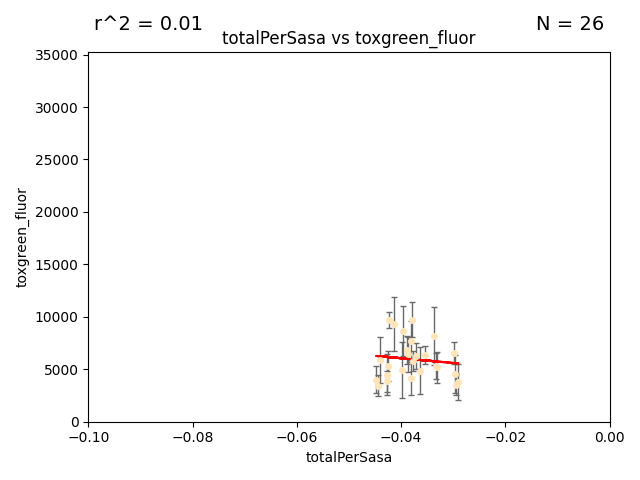 r^2 = 0.01
N = 26
totalPerSasa vs toxgreen_fluor
35000
30000
25000
20000
15000
10000
5000
0
toxgreen_fluor
−0.10
−0.08
−0.06
−0.04
−0.02
0.00
totalPerSasa